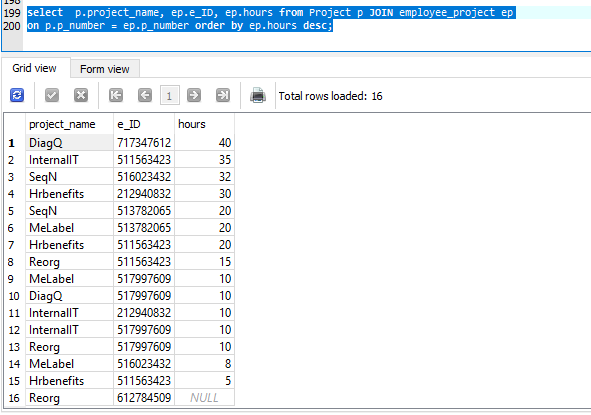 199 select p.project_name, ep.e_ID, ep.hours from Project p JOIN employee_project ep
200 on p.p_number = ep.p_number order by ep.hours desc;
Grid view Form view
1 Total rows loaded: 16
project_name e_ID hours
1 DiagQ 717347612 40
2 InternalIT 511563423 35
3 SeqN 516023432 32
4 Hrbenefits 212940832 30
5 SeqN 513782065 20
6 MeLabel 513782065 20
7 Hrbenefits 511563423 20
8 Reorg 511563423 15
9 MeLabel 517997609 10
10 DiagQ 517997609 10
11 InternalIT 212940832 10
12 InternalIT 517997609 10
13 Reorg 517997609 10
14 MeLabel 516023432 8
15 Hrbenefits 511563423 5
16 Reorg 612784509 NULL